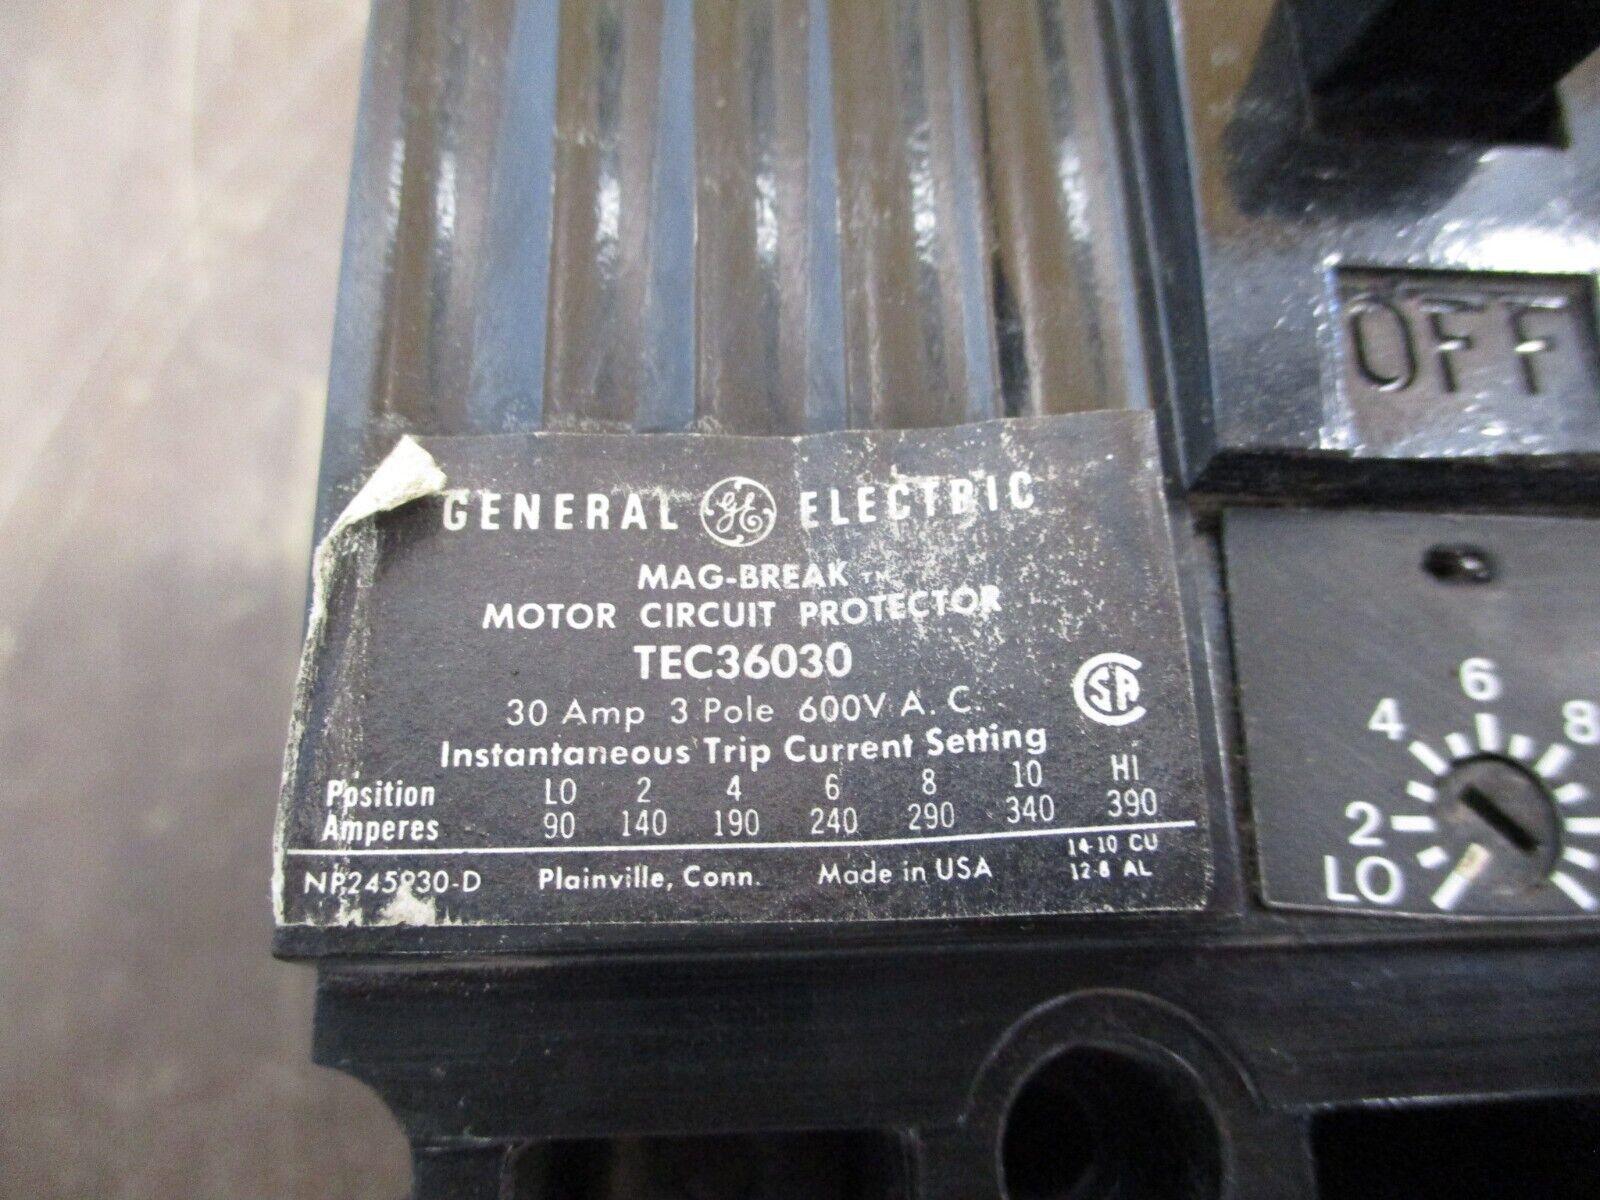 OFF
GENERAL GE ELECTRIC
MAG-BREAK TM
MOTOR CIRCUIT PROTECTOR
TEC36030
30 Amp 3 Pole 600V A.C.
Instantaneous Trip Current Setting
Position LO 2 4 6 8 10 HI
Amperes 90 140 190 240 290 340 390
Plainville, Conn. Made in USA
14-10 CU
12-8 AL
SA
6
4 8
2
LO